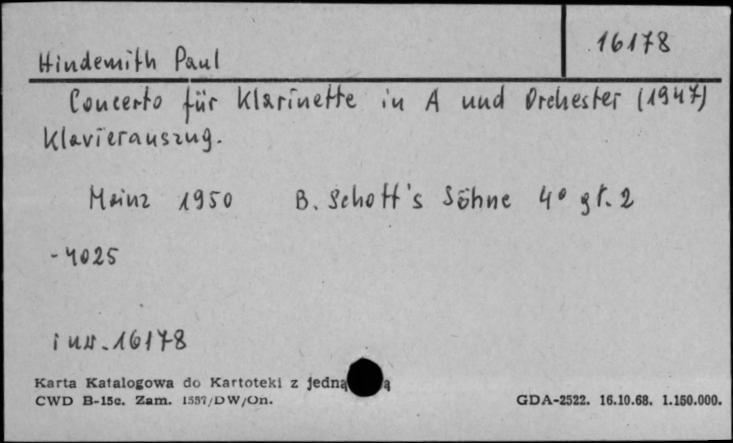 16178
Hindemith Paul
Concerto für Klarinette in A und Orchester (1947)
Klavierauszug.
Mainz 1950 B. Schott's Söhne 4° gł. 2
-4025
inw. 16178
Karta Katalogowa do Kartoteki z jedną
CWD B-15c. Zam. 1557/DW/On. GDA-2522. 16.10.68. 1.150.000.